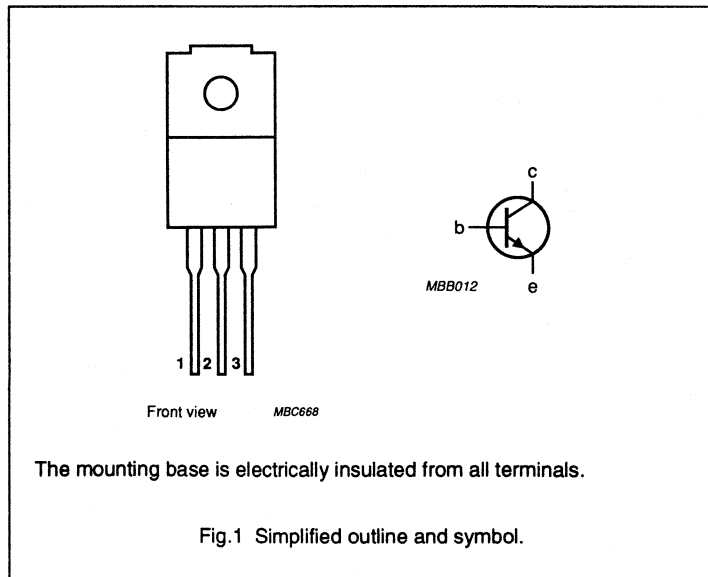 c
b
MBB012
e
1 2 3
Front view
MBC668
The mounting base is electrically insulated from all terminals.
Fig.1 Simplified outline and symbol.